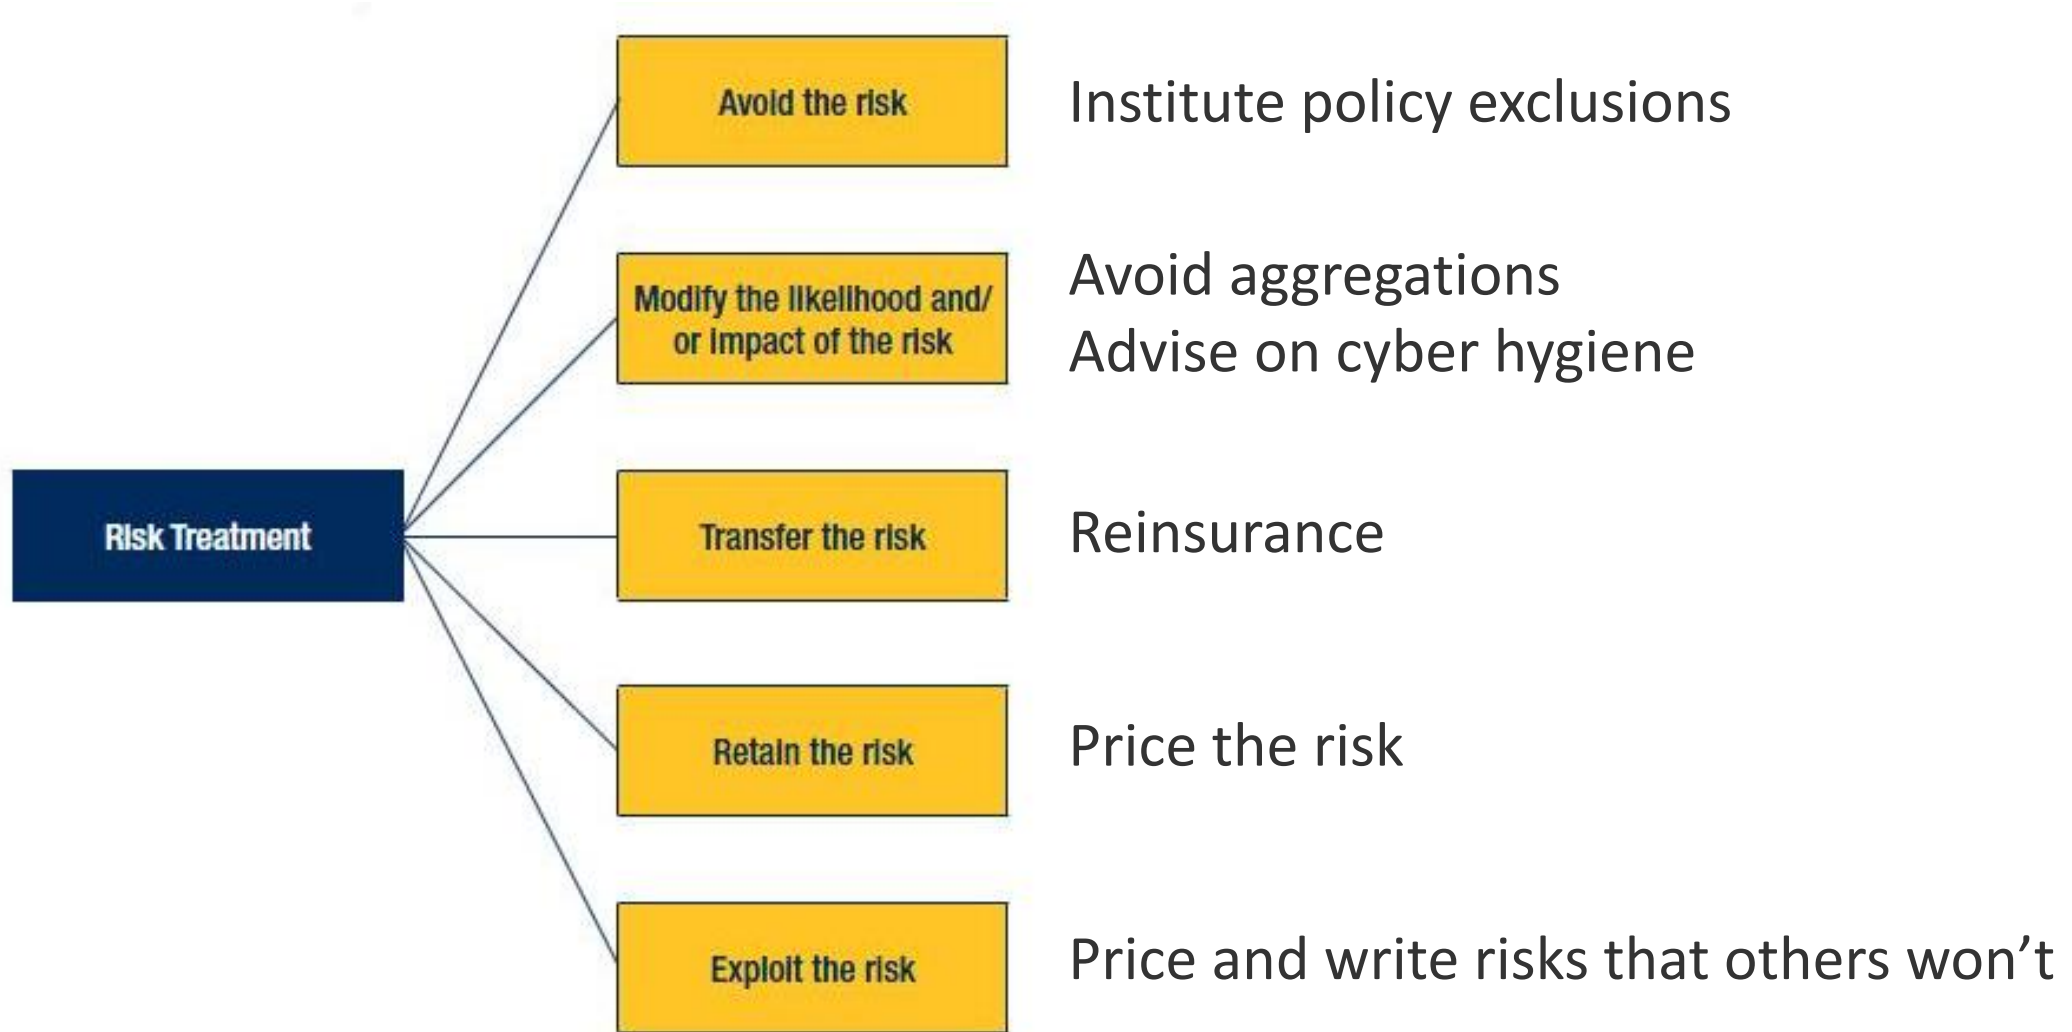 Avoid the risk
Institute policy exclusions
Modify the likelihood and/
or impact of the risk
Avoid aggregations
Advise on cyber hygiene
Risk Treatment
Transfer the risk
Reinsurance
Retain the risk
Price the risk
Exploit the risk
Price and write risks that others won’t